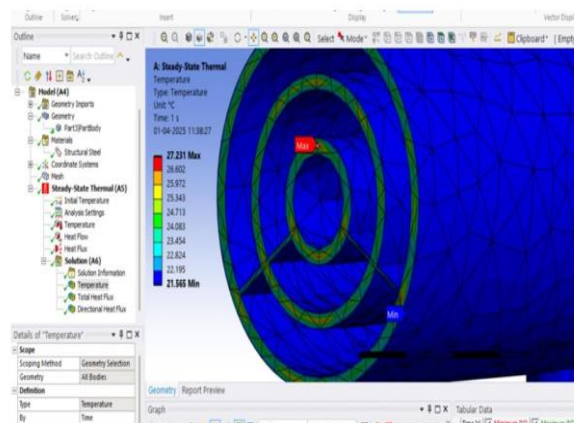 Outline
Solver
Insert
Display
Vector Displ
Outline
Select Mode
Clipboard [Empty
Name Search Outline
Model (A4)
Geometry Imports
Geometry
Part3|PartBody
Materials
Structural Steel
Coordinate Systems
Mesh
Steady-State Thermal (A5)
Initial Temperature
Analysis Settings
Temperature
Heat Flow
Heat Flux
Solution (A6)
Solution Information
Temperature
Total Heat Flux
Directional Heat Flux
A: Steady-State Thermal
Temperature
Type: Temperature
Unit: °C
Time: 1 s
01-04-2025 11:38:27
27.231 Max
26.602
25.972
25.343
24.713
24.083
23.454
22.824
22.195
21.565 Min
Max
Min
Details of "Temperature"
Scope
Scoping Method Geometry Selection
Geometry All Bodies
Definition
Type Temperature
By Time
Geometry Report Preview
Graph
Tabular Data